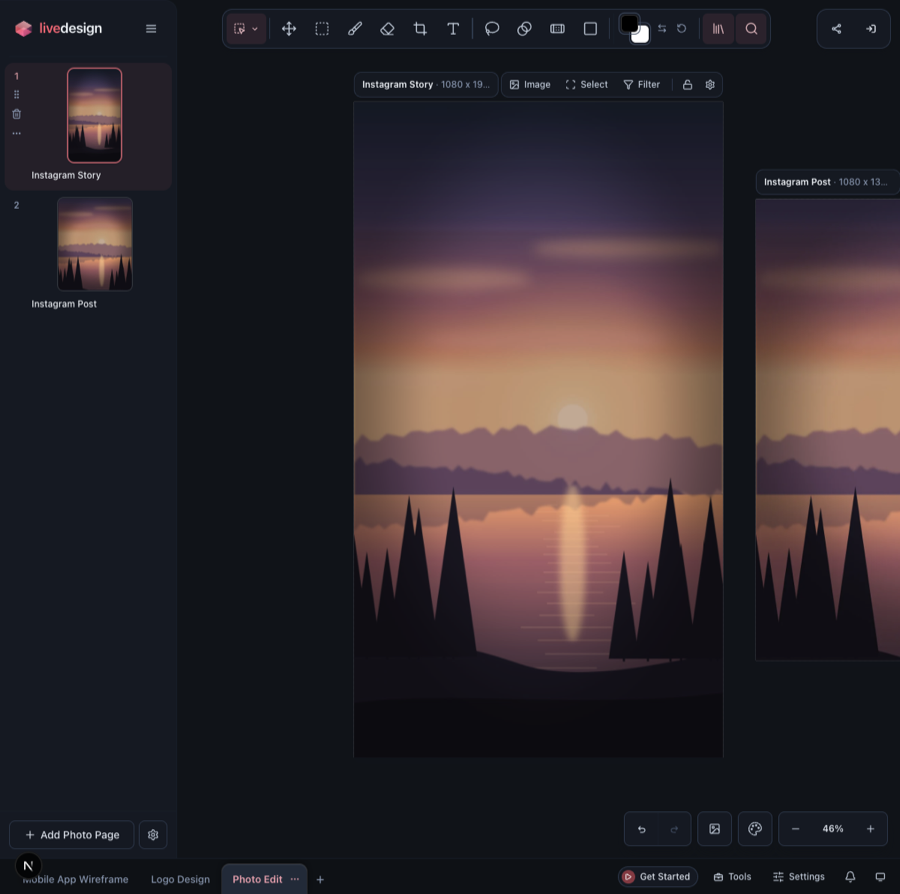 livedesign
1
Instagram Story
2
Instagram Post
Instagram Story · 1080 x 19...
Image
Select
Filter
Instagram Post · 1080 x 13...
+ Add Photo Page
46%
N
Mobile App Wireframe
Logo Design
Photo Edit
Get Started
Tools
Settings